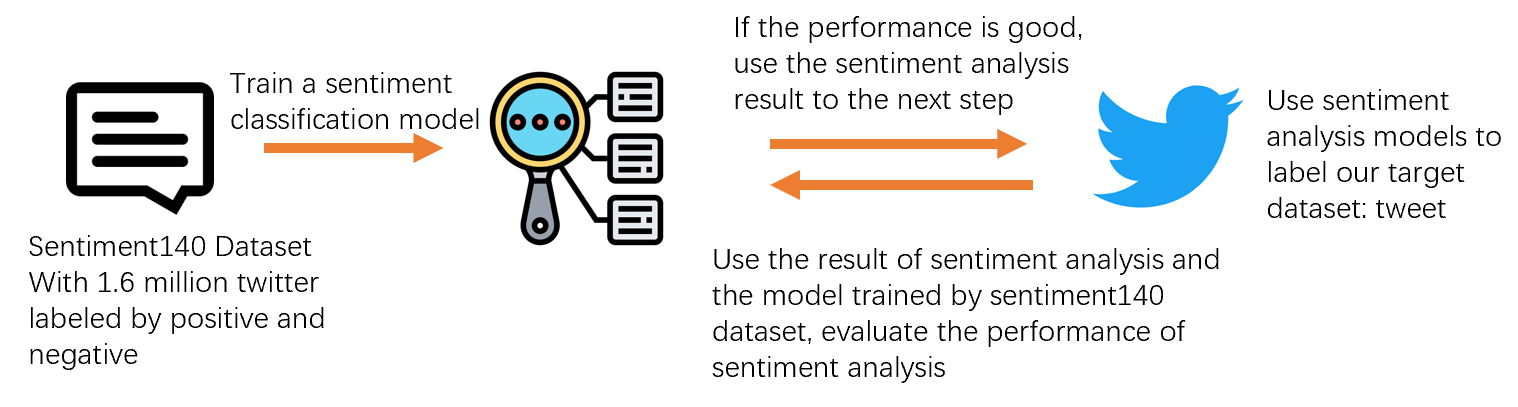 Train a sentiment
classification model
Sentiment140 Dataset
With 1.6 million twitter
labeled by positive and
negative
If the performance is good,
use the sentiment analysis
result to the next step
Use the result of sentiment analysis and
the model trained by sentiment140
dataset, evaluate the performance of
sentiment analysis
Use sentiment
analysis models to
label our target
dataset: tweet